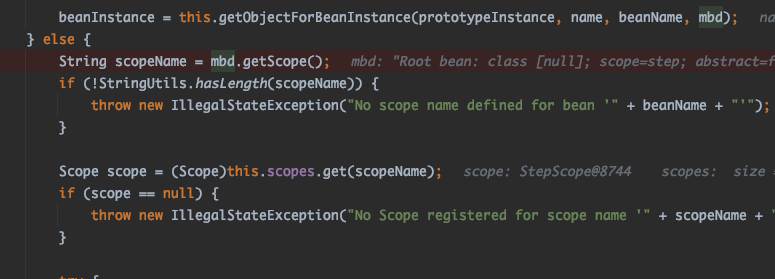 beanInstance = this.getObjectForBeanInstance(prototypeInstance, name, beanName, mbd);
} else {
String scopeName = mbd.getScope();   mbd: "Root bean: class [null]; scope=step;
if (!StringUtils.hasLength(scopeName)) {
throw new IllegalStateException("No scope name defined for bean '" + beanName + "'");
}
Scope scope = (Scope)this.scopes.get(scopeName);   scope: StepScope@8744   scopes:  size
if (scope == null) {
throw new IllegalStateException("No Scope registered for scope name '" + scopeName +
}